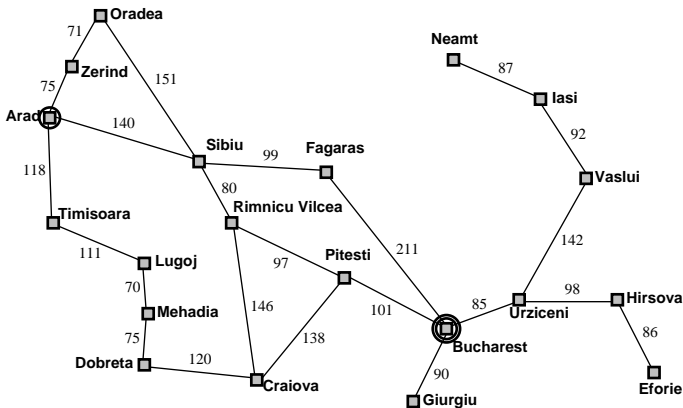 Oradea
71
Neamt
Zerind
87
75
151
Iasi
Arad
140
92
Sibiu
Fagaras
99
118
Vaslui
80
Rimnicu Vilcea
Timisoara
142
111
211
Pitesti
Lugoj
97
70
98
Hirsova
85
146
101
Urziceni
Mehadia
138
86
75
Bucharest
120
Dobreta
90
Craiova
Eforie
Giurgiu